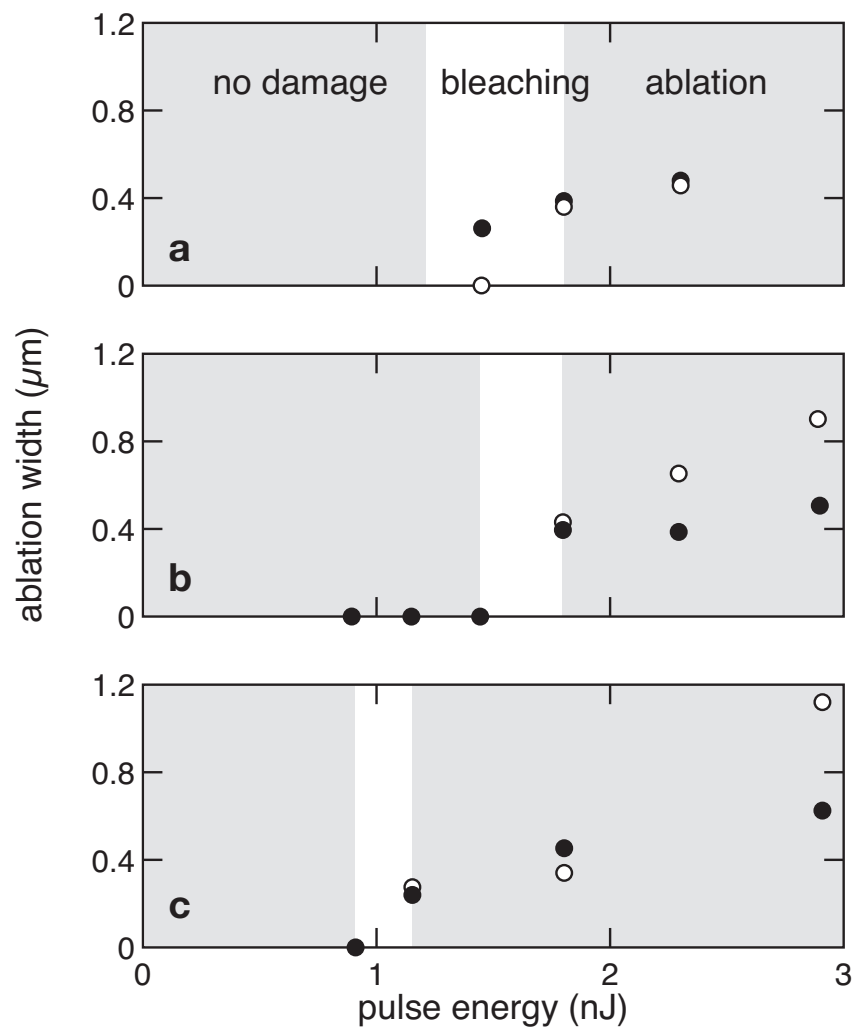 1.2
no damage bleaching ablation
0.8
0.4
a
0
1.2
0.8
ablation width (μm)
0.4
b
0
1.2
0.8
0.4
c
0
0 1 2 3
pulse energy (nJ)